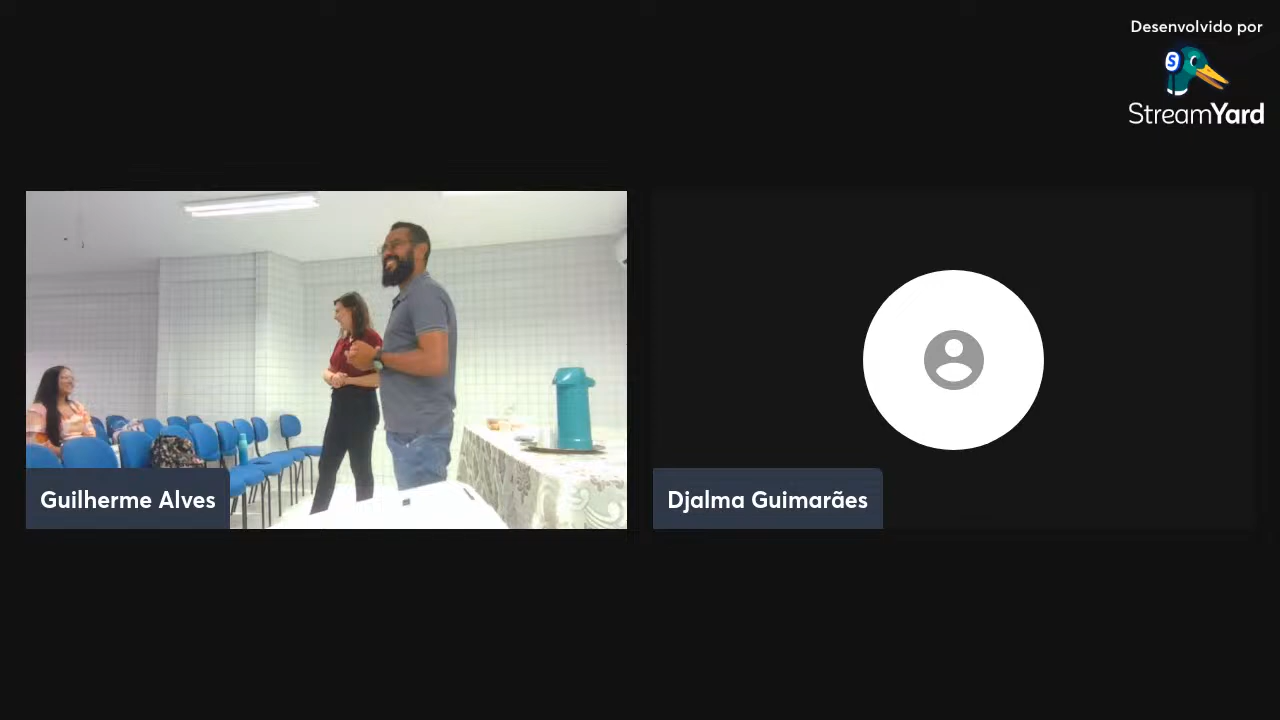 Desenvolvido por
S
StreamYard
Guilherme Alves
Djalma Guimarães